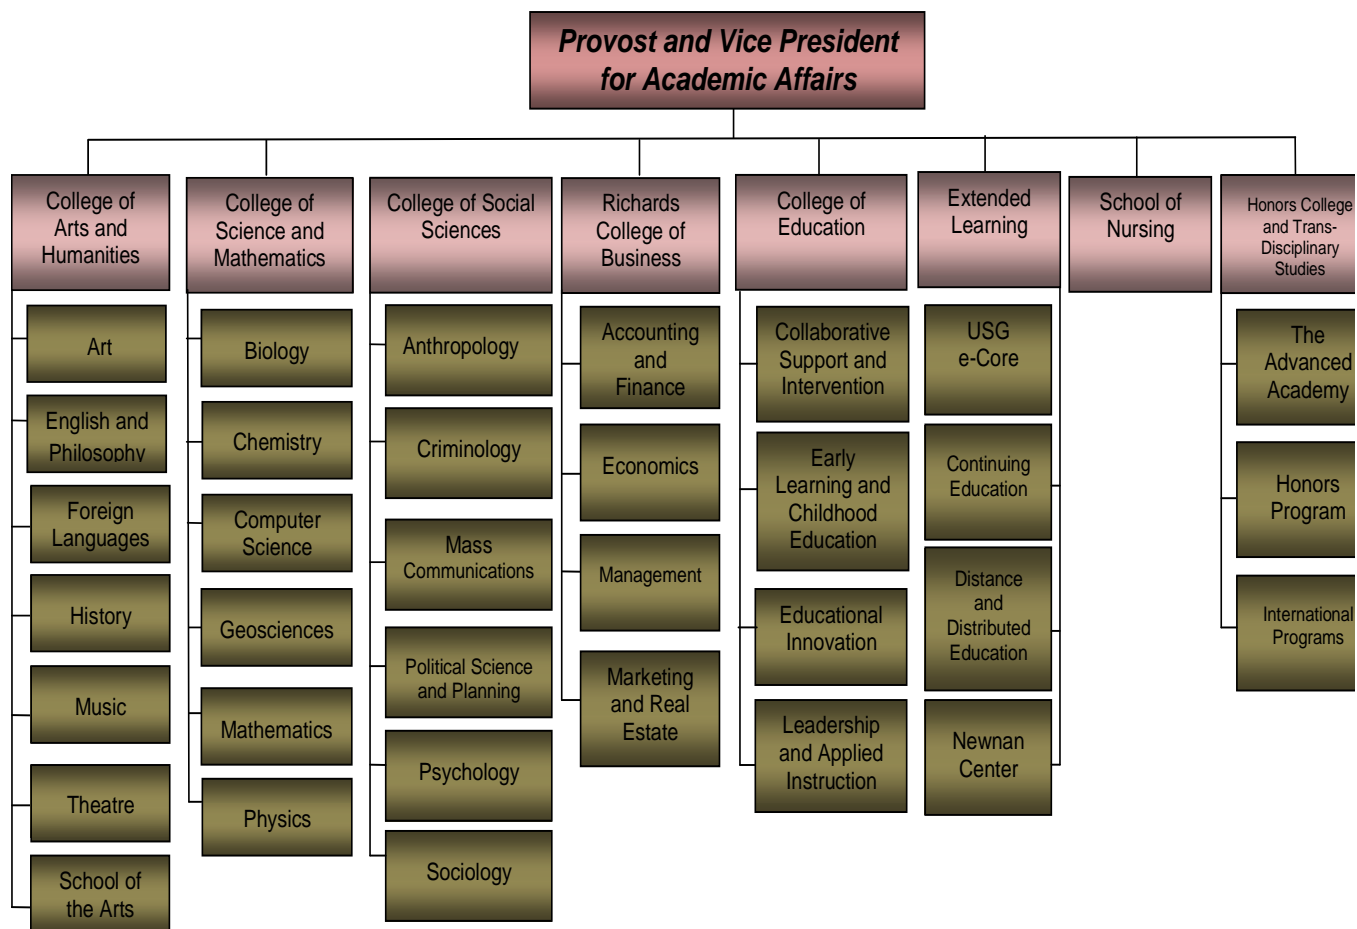 Provost and Vice President
for Academic Affairs
College of
Arts and
Humanities
College of
Science and
Mathematics
College of Social
Sciences
Richards
College of
Business
College of
Education
Extended
Learning
School of
Nursing
Honors College
and Trans-
Disciplinary
Studies
Art
English and
Philosophy
Foreign
Languages
History
Music
Theatre
School of
the Arts
Biology
Chemistry
Computer
Science
Geosciences
Mathematics
Physics
Anthropology
Criminology
Mass
Communications
Political Science
and Planning
Psychology
Sociology
Accounting
and
Finance
Economics
Management
Marketing
and Real
Estate
Collaborative
Support and
Intervention
Early
Learning and
Childhood
Education
Educational
Innovation
Leadership
and Applied
Instruction
USG
e-Core
Continuing
Education
Distance
and
Distributed
Education
Newnan
Center
The
Advanced
Academy
Honors
Program
International
Programs